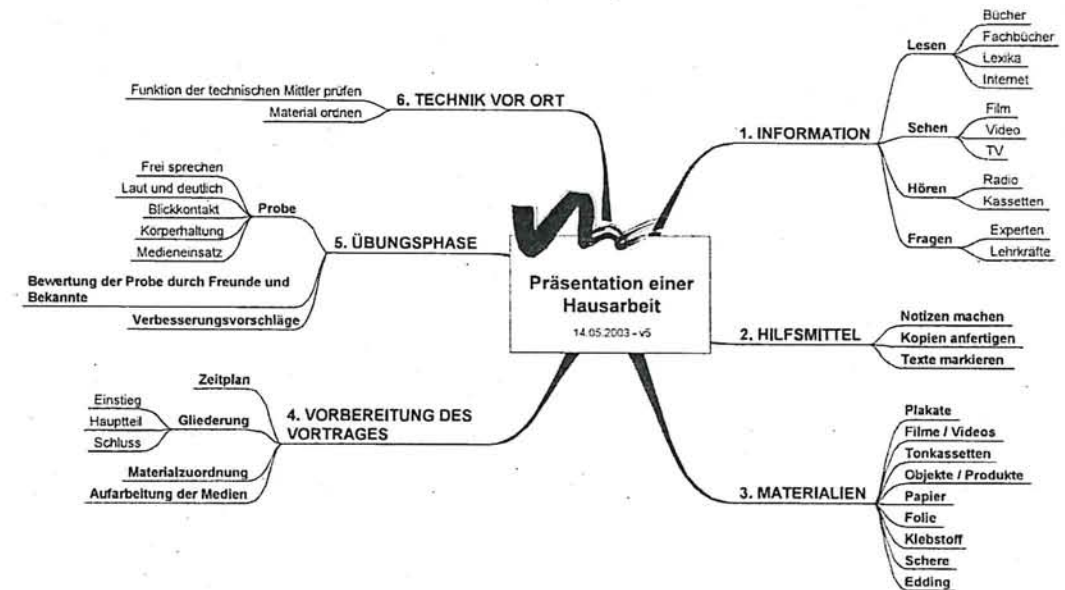 Präsentation einer
Hausarbeit
14.05.2003 - v5
1. INFORMATION
Lesen
Bücher
Fachbücher
Lexika
Internet
Sehen
Film
Video
TV
Hören
Radio
Kassetten
Fragen
Experten
Lehrkräfte
2. HILFSMITTEL
Notizen machen
Kopien anfertigen
Texte markieren
3. MATERIALIEN
Plakate
Filme / Videos
Tonkassetten
Objekte / Produkte
Papier
Folie
Klebstoff
Schere
Edding
4. VORBEREITUNG DES
VORTRAGES
Zeitplan
Gliederung
Einstieg
Hauptteil
Schluss
Materialzuordnung
Aufarbeitung der Medien
5. ÜBUNGSPHASE
Probe
Frei sprechen
Laut und deutlich
Blickkontakt
Körperhaltung
Medieneinsatz
Bewertung der Probe durch Freunde und
Bekannte
Verbesserungsvorschläge
6. TECHNIK VOR ORT
Funktion der technischen Mittler prüfen
Material ordnen